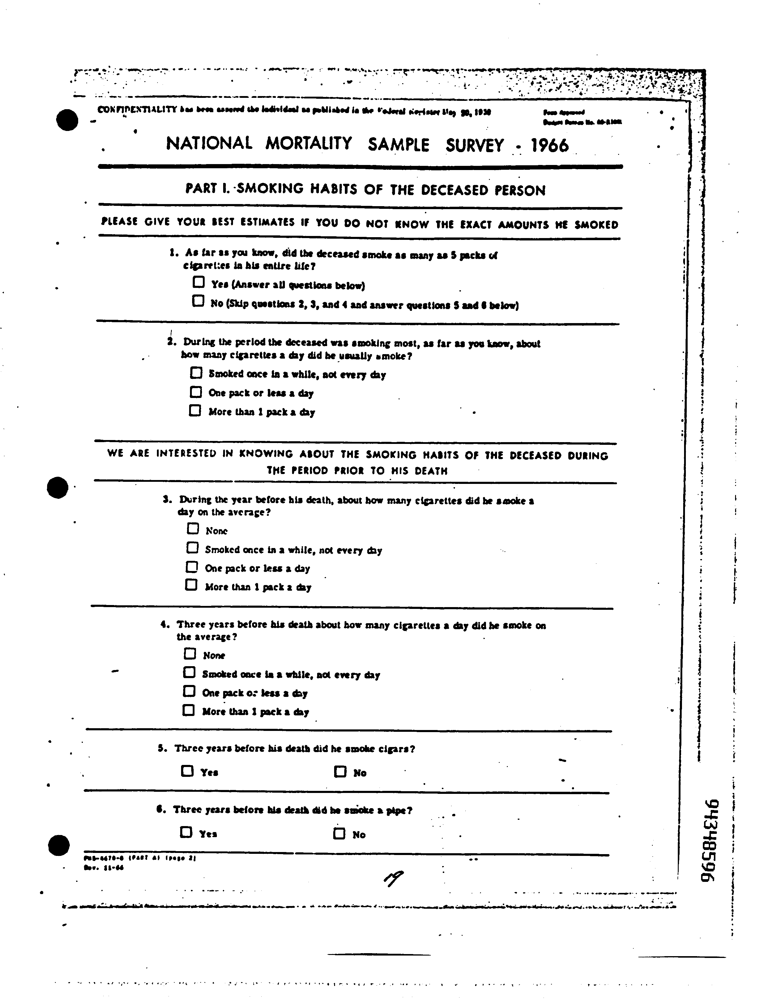 CONFIDENTIALITY has been assured the individual as published in the Federal Register May 20, 1959
Form Approved
Budget Bureau No.
NATIONAL MORTALITY SAMPLE SURVEY - 1966
PART I. SMOKING HABITS OF THE DECEASED PERSON
PLEASE GIVE YOUR BEST ESTIMATES IF YOU DO NOT KNOW THE EXACT AMOUNTS HE SMOKED
1. As far as you know, did the deceased smoke as many as 5 packs of
cigarettes in his entire life?
Yes (Answer all questions below)
No (Skip questions 2, 3, and 4 and answer questions 5 and 6 below)
2. During the period the deceased was smoking most, as far as you know, about
how many cigarettes a day did he usually smoke?
Smoked once in a while, not every day
One pack or less a day
More than 1 pack a day
WE ARE INTERESTED IN KNOWING ABOUT THE SMOKING HABITS OF THE DECEASED DURING
THE PERIOD PRIOR TO HIS DEATH
3. During the year before his death, about how many cigarettes did he smoke a
day on the average?
None
Smoked once in a while, not every day
One pack or less a day
More than 1 pack a day
4. Three years before his death about how many cigarettes a day did he smoke on
the average?
None
Smoked once in a while, not every day
One pack or less a day
More than 1 pack a day
5. Three years before his death did he smoke cigars?
Yes No
6. Three years before his death did he smoke a pipe?
Yes No
PHS-4670-6 (PART A) (page 2)
Rev. 11-66
19
94348596